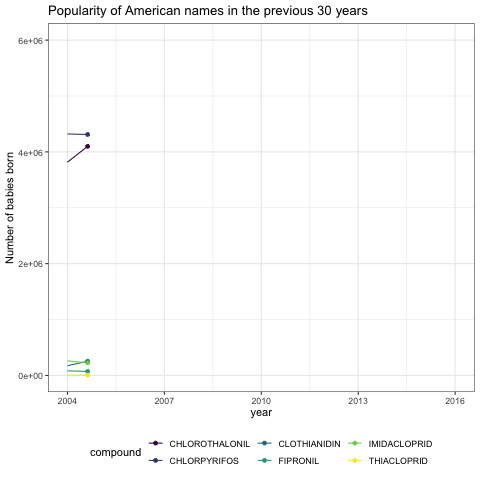 Popularity of American names in the previous 30 years
Number of babies born
6e+06
4e+06
2e+06
0e+00
2004 2007 2010 2013 2016
year
compound
CHLOROTHALONIL CLOTHIANIDIN IMIDACLOPRID
CHLORPYRIFOS FIPRONIL THIACLOPRID